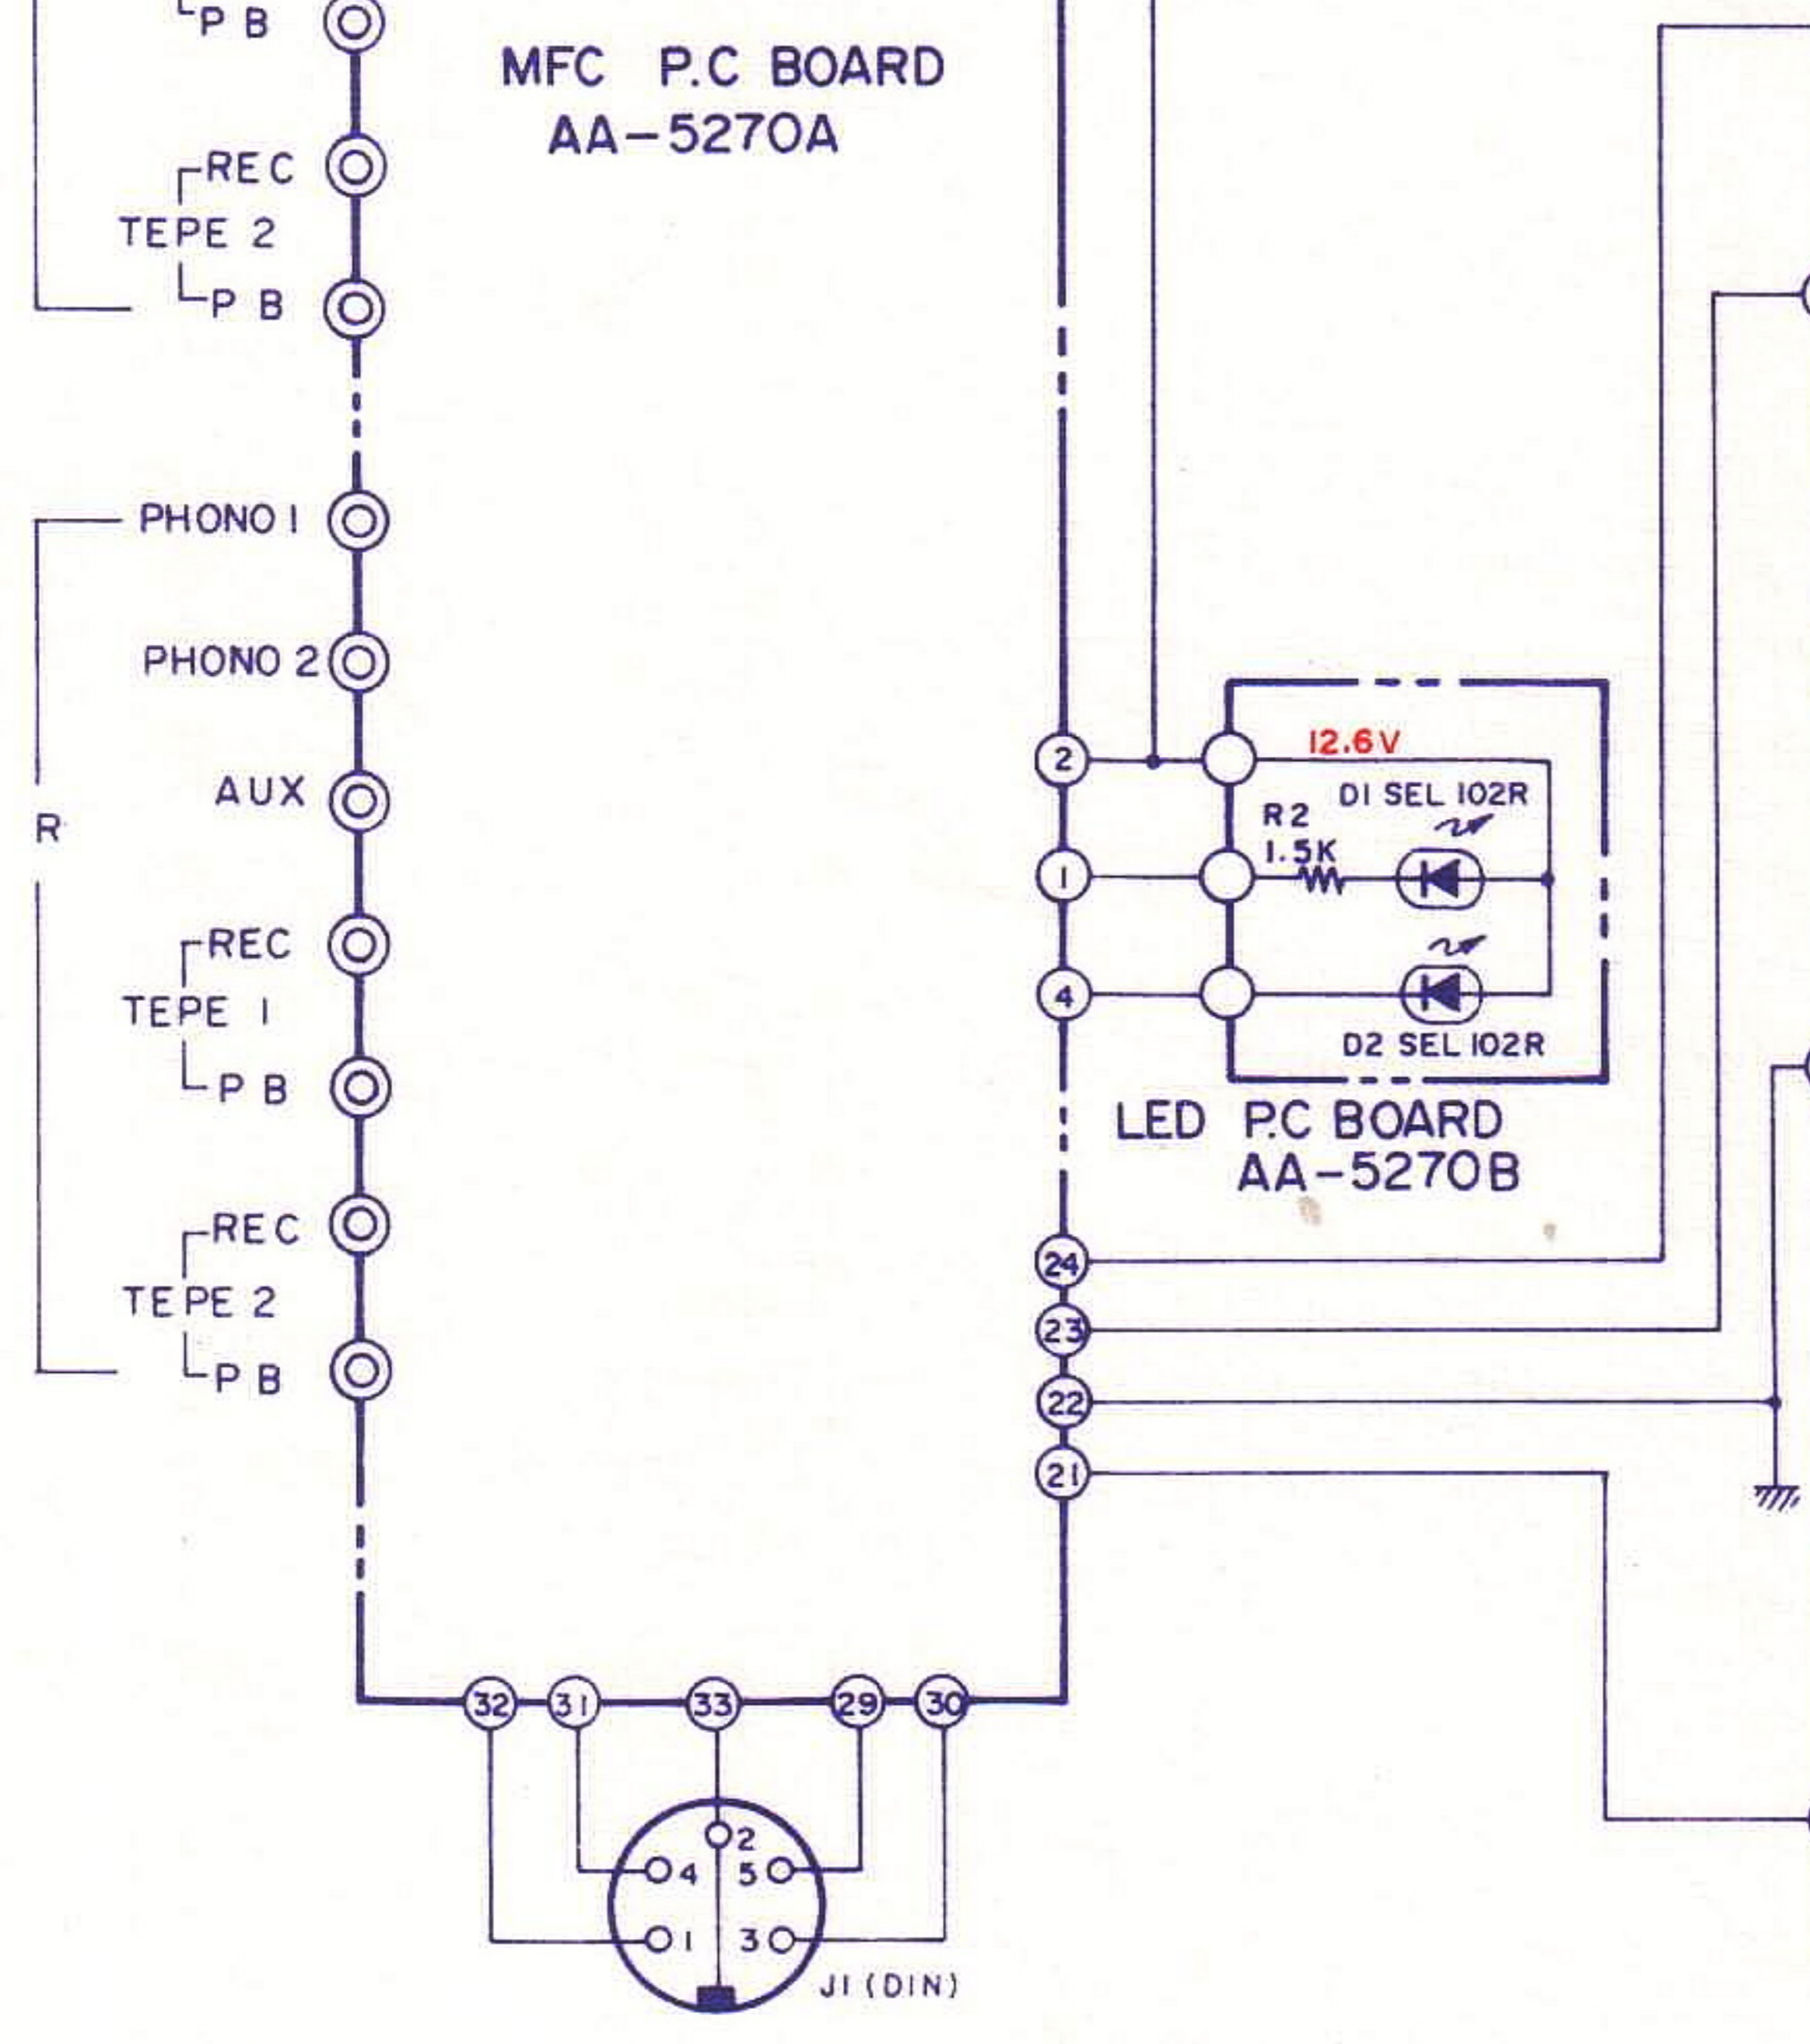 P B
MFC P.C BOARD
AA-5270A
REC
TEPE 2
P B
PHONO 1
PHONO 2
AUX
R
REC
TEPE 1
P B
REC
TEPE 2
P B
2
1
4
12.6V
D1 SEL 102R
R2
1.5K
D2 SEL 102R
LED P.C BOARD
AA-5270B
24
23
22
21
32 31 33 29 30
2
4 5
1 3
J1 (DIN)